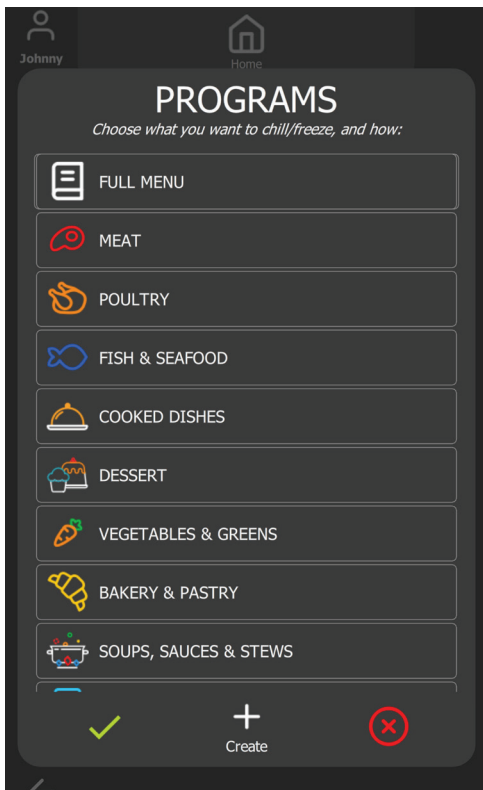 Johnny
Home
PROGRAMS
Choose what you want to chill/freeze, and how:
FULL MENU
MEAT
POULTRY
FISH & SEAFOOD
COOKED DISHES
DESSERT
VEGETABLES & GREENS
BAKERY & PASTRY
SOUPS, SAUCES & STEWS
Create